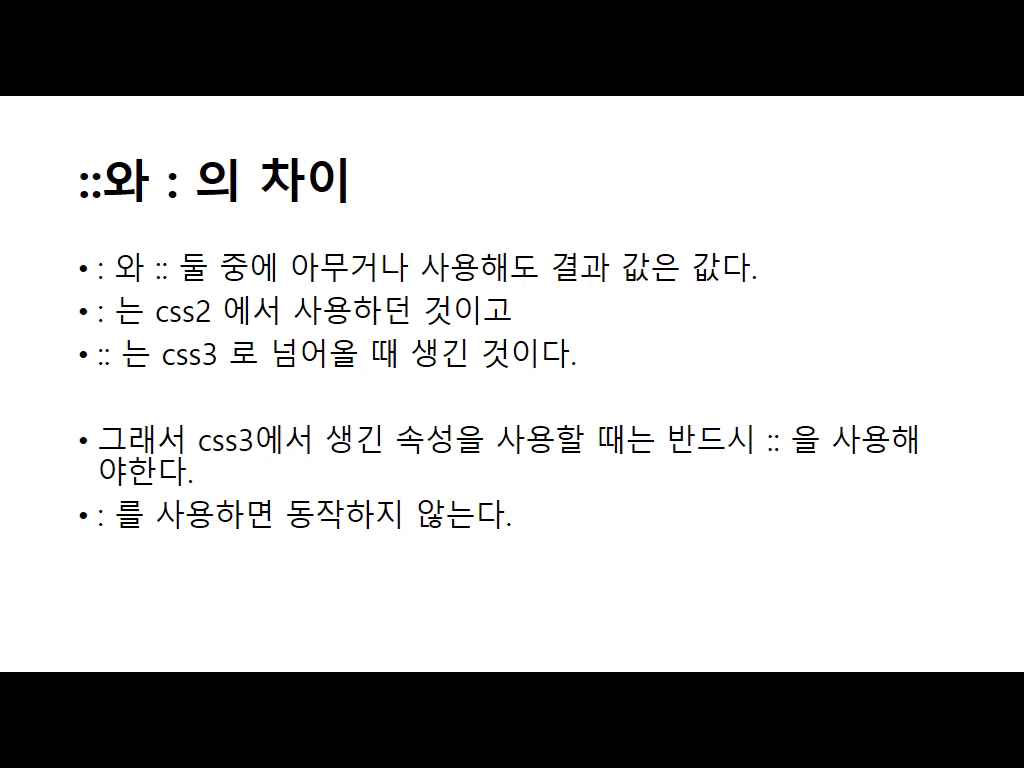 ::와 : 의 차이
• : 와 :: 둘 중에 아무거나 사용해도 결과 값은 값다.
• : 는 css2 에서 사용하던 것이고
• :: 는 css3 로 넘어올 때 생긴 것이다.
• 그래서 css3에서 생긴 속성을 사용할 때는 반드시 :: 을 사용해
야한다.
• : 를 사용하면 동작하지 않는다.